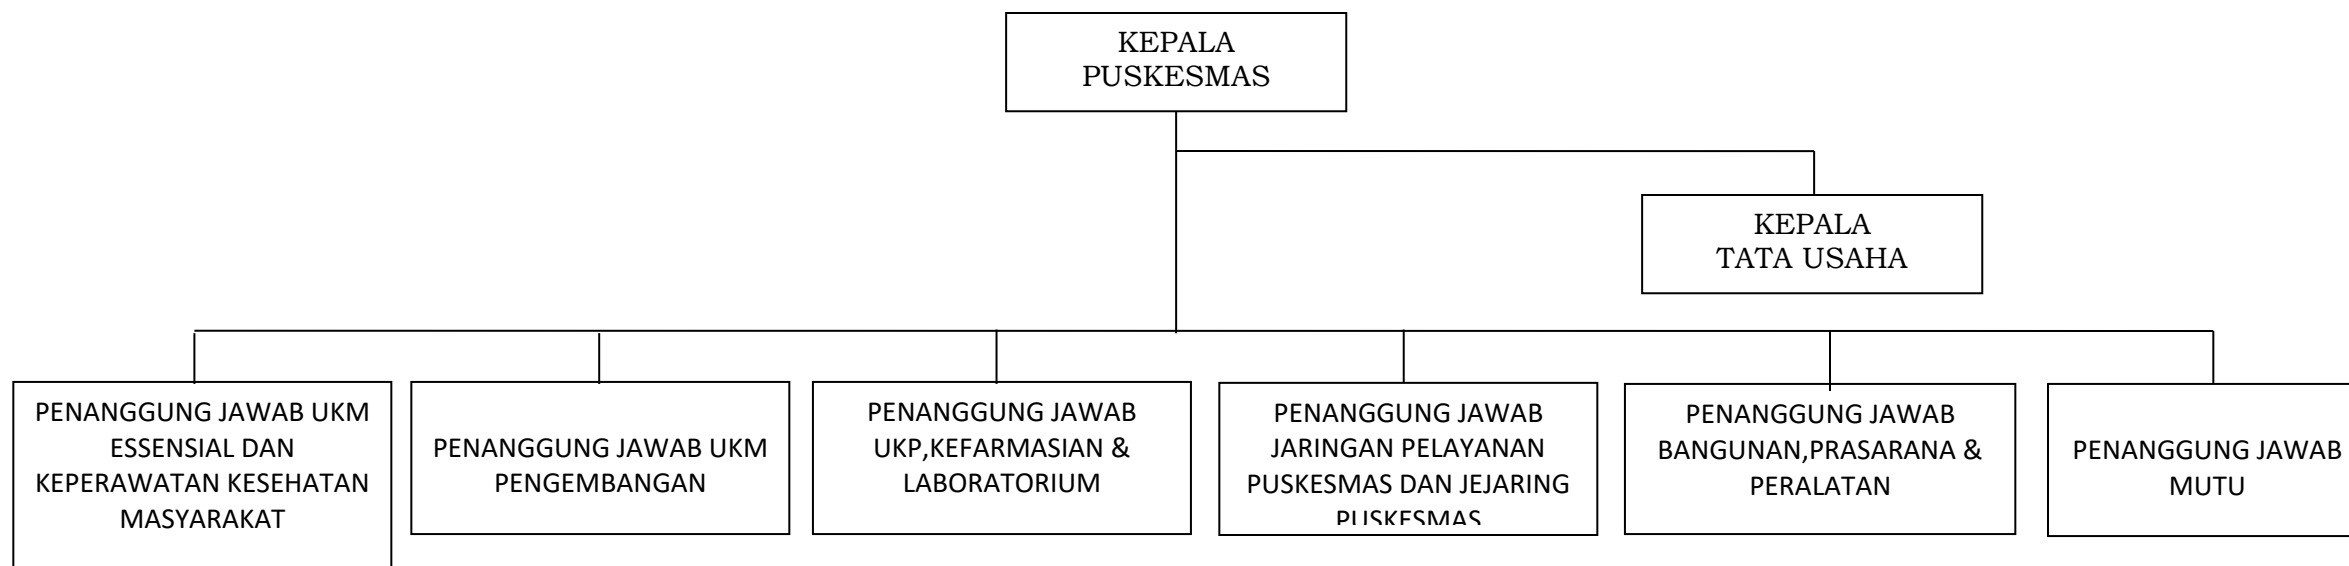 KEPALA
PUSKESMAS
KEPALA
TATA USAHA
PENANGGUNG JAWAB UKM
ESSENSIAL DAN
KEPERAWATAN KESEHATAN
MASYARAKAT
PENANGGUNG JAWAB UKM
PENGEMBANGAN
PENANGGUNG JAWAB
UKP,KEFARMASIAN &
LABORATORIUM
PENANGGUNG JAWAB
JARINGAN PELAYANAN
PUSKESMAS DAN JEJARING
PUSKESMAS
PENANGGUNG JAWAB
BANGUNAN,PRASARANA &
PERALATAN
PENANGGUNG JAWAB
MUTU